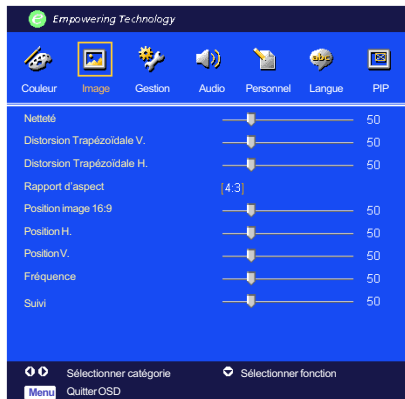 e Empowering Technology
Couleur Image Gestion Audio Personnel Langue PIP
Netteté 50
Distorsion Trapézoïdale V. 50
Distorsion Trapézoïdale H. 50
Rapport d'aspect [4:3]
Position image 16:9 50
Position H. 50
Position V. 50
Fréquence 50
Suivi 50
Sélectionner catégorie Sélectionner fonction
Menu Quitter OSD